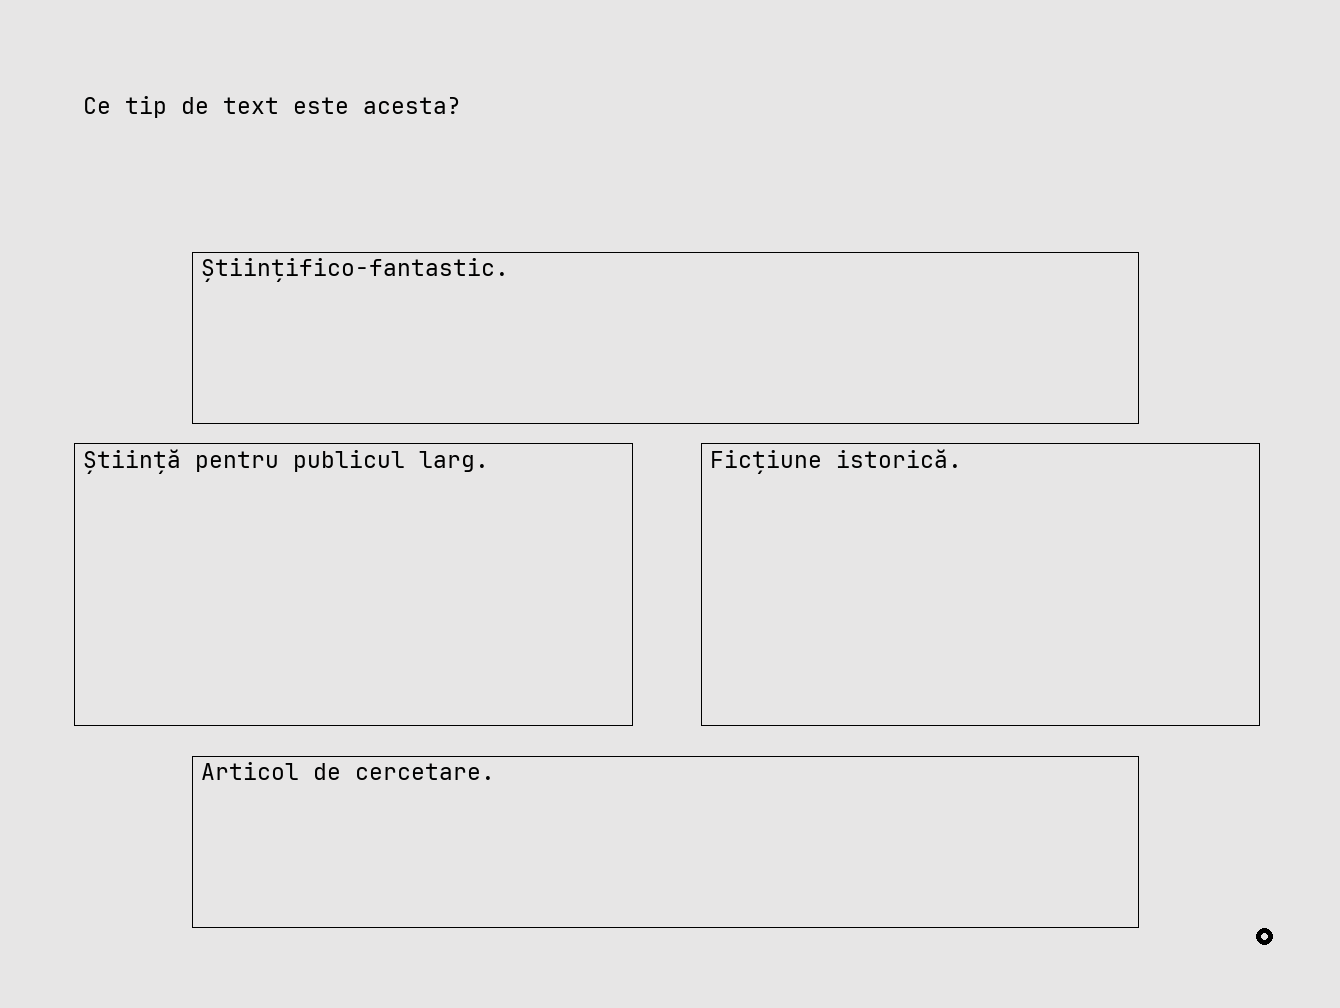 Ce tip de text este acesta?
Științifico-fantastic.
Știință pentru publicul larg.
Ficțiune istorică.
Articol de cercetare.